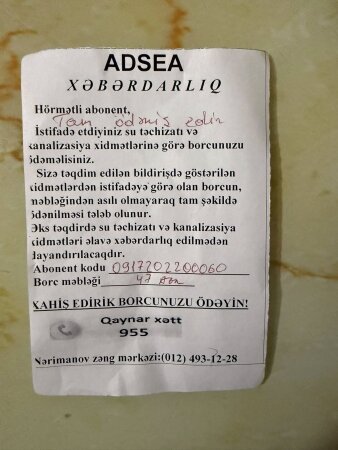 ADSEA
XƏBƏRDARLIQ
Hörmətli abonent,
Tam ödəniş edin
İstifadə etdiyiniz su təchizatı və
kanalizasiya xidmətlərinə görə borcunuzu
ödəməlisiniz.
Sizə təqdim edilən bildirişdə göstərilən
xidmətlərdən istifadəyə görə olan borcun,
məbləğindən asılı olmayaraq tam şəkildə
ödənilməsi tələb olunur.
Əks təqdirdə su təchizatı və kanalizasiya
xidmətləri əlavə xəbərdarlıq edilmədən
dayandırılacaqdır.
Abonent kodu 0917202200060
Borc məbləği 47 Azn
XAHİŞ EDİRİK BORCUNUZU ÖDƏYİN!
Qaynar xətt
955
Nərimanov zəng mərkəzi:(012) 493-12-28